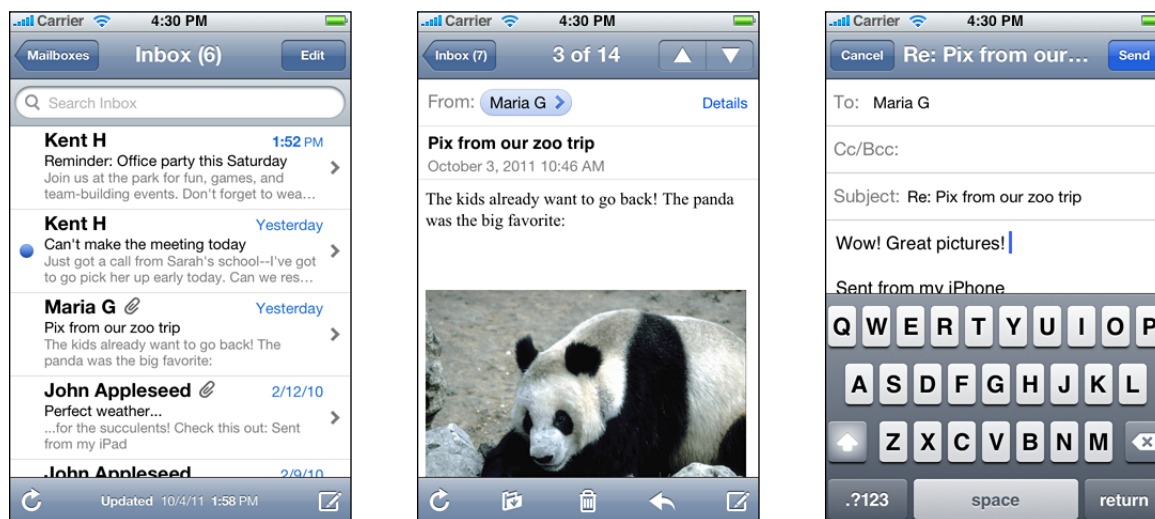 Carrier 4:30 PM
Mailboxes Inbox (6) Edit
Search Inbox
Kent H 1:52 PM
Reminder: Office party this Saturday
Join us at the park for fun, games, and
team-building events. Don't forget to wea...
Kent H Yesterday
Can't make the meeting today
Just got a call from Sarah's school--I've got
to go pick her up early today. Can we res...
Maria G Yesterday
Pix from our zoo trip
The kids already want to go back! The
panda was the big favorite:
John Appleseed 2/12/10
Perfect weather...
...for the succulents! Check this out: Sent
from my iPad
John Appleseed 2/9/10
Updated 10/4/11 1:58 PM
Carrier 4:30 PM
Inbox (7) 3 of 14
From: Maria G Details
Pix from our zoo trip
October 3, 2011 10:46 AM
The kids already want to go back! The panda
was the big favorite:
Carrier 4:30 PM
Cancel Re: Pix from our... Send
To: Maria G
Cc/Bcc:
Subject: Re: Pix from our zoo trip
Wow! Great pictures!
Sent from my iPhone
Q W E R T Y U I O P
A S D F G H J K L
Z X C V B N M
.?123 space return